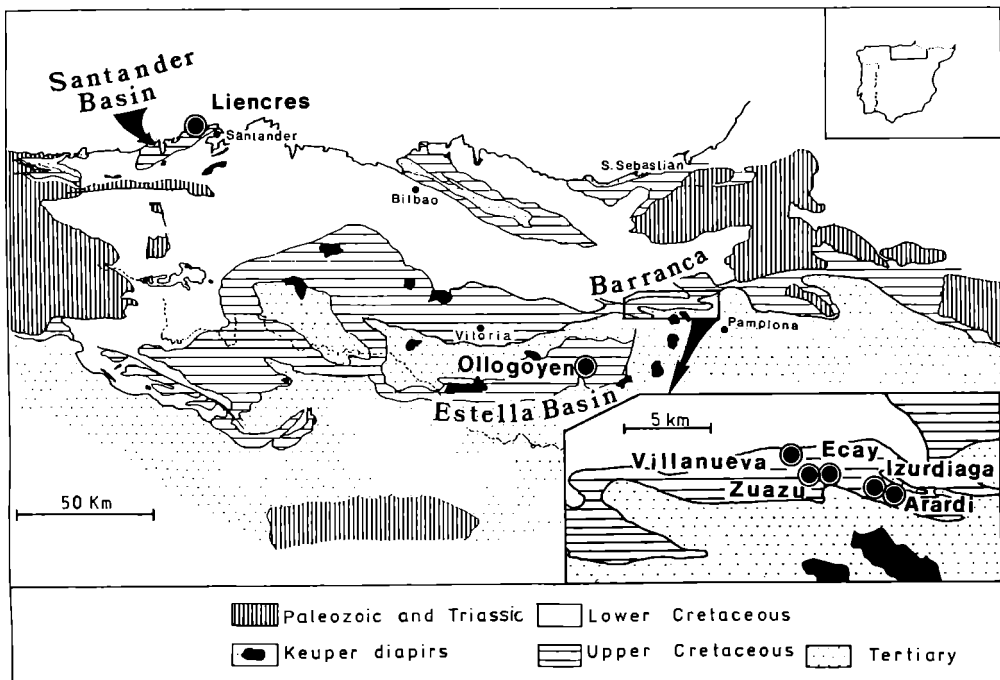 Santander
Basin
Liencres
Santander
Bilbao
S. Sebastian
Barranca
Pamplona
Vitoria
Ollogoyen
Estella Basin
5 km
Villanueva
Ecay
Izurdiaga
Zuazu
Arardi
50 Km
Paleozoic and Triassic
Lower Cretaceous
Keuper diapirs
Upper Cretaceous
Tertiary